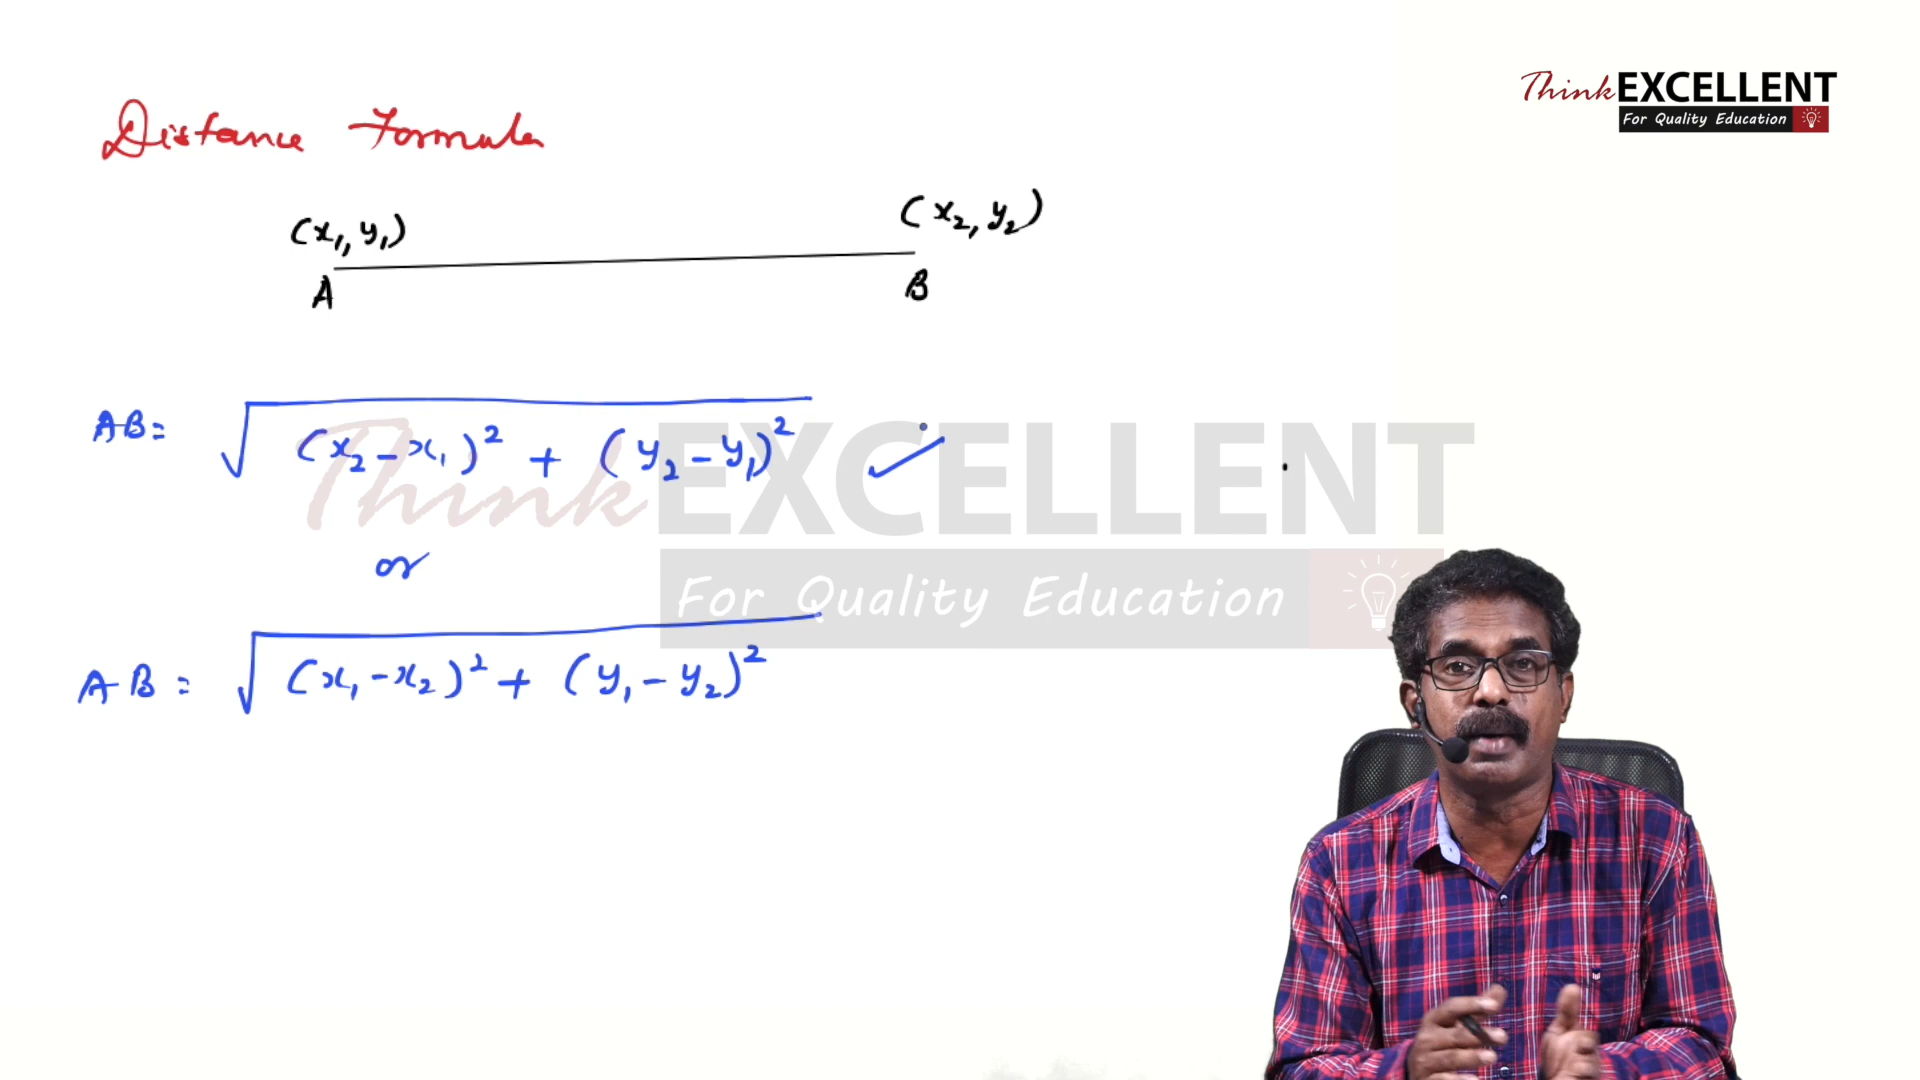 Think EXCELLENT
For Quality Education
Distance Formula
(x₁, y₁) (x₂, y₂)
A B
AB = √((x₂ - x₁)² + (y₂ - y₁)²) ✓
Think EXCELLENT
or
For Quality Education
AB = √((x₁ - x₂)² + (y₁ - y₂)²)